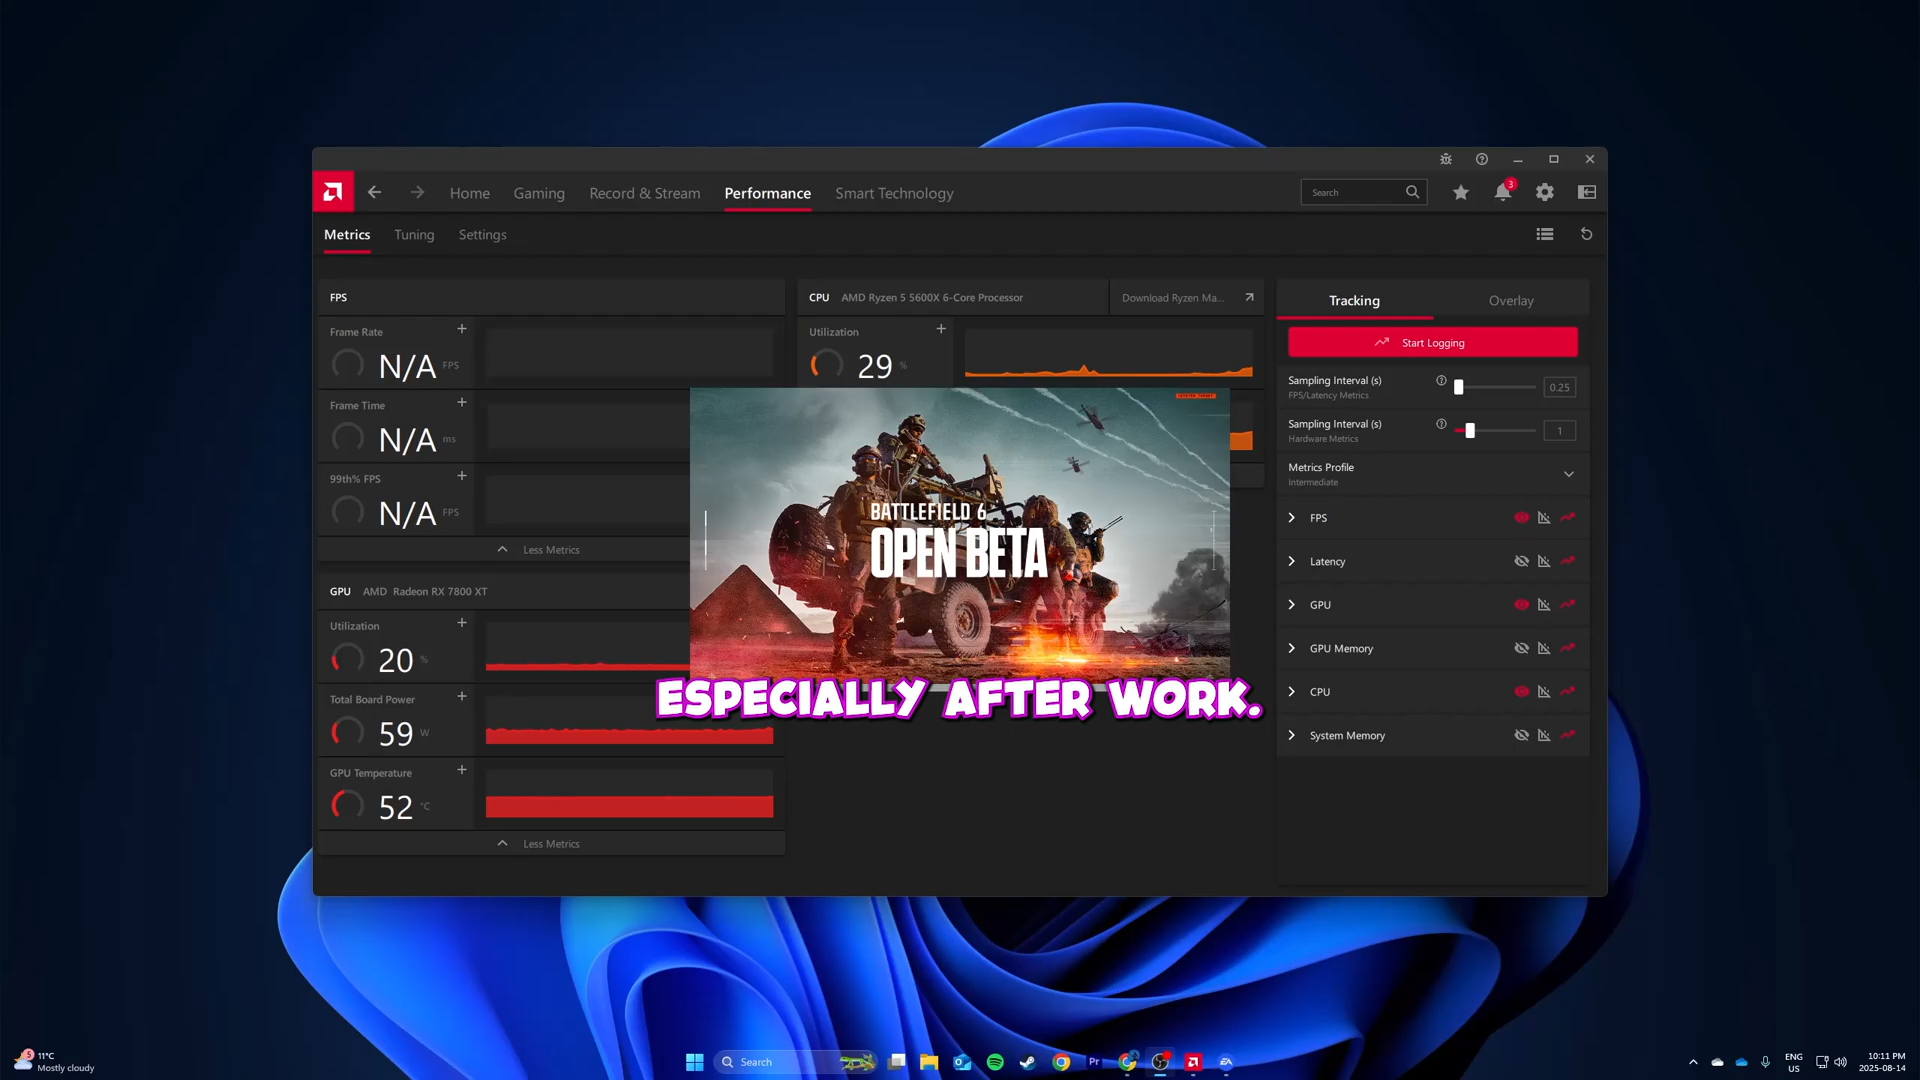 Home
Gaming
Record & Stream
Performance
Smart Technology
Search
3
Metrics
Tuning
Settings
FPS
Frame Rate
N/A FPS
Frame Time
N/A ms
99th% FPS
N/A FPS
Less Metrics
GPU AMD Radeon RX 7800 XT
Utilization
20 %
Total Board Power
59 W
GPU Temperature
52 °C
Less Metrics
CPU AMD Ryzen 5 5600X 6-Core Processor
Download Ryzen Ma...
Utilization
29 %
BATTLEFIELD 6
OPEN BETA
ESPECIALLY AFTER WORK.
Tracking
Overlay
Start Logging
Sampling Interval (s)
FPS/Latency Metrics
0.25
Sampling Interval (s)
Hardware Metrics
1
Metrics Profile
Intermediate
FPS
Latency
GPU
GPU Memory
CPU
System Memory
5
11°C
Mostly cloudy
Search
Pr
EA
ENG
US
10:11 PM
2025-08-14